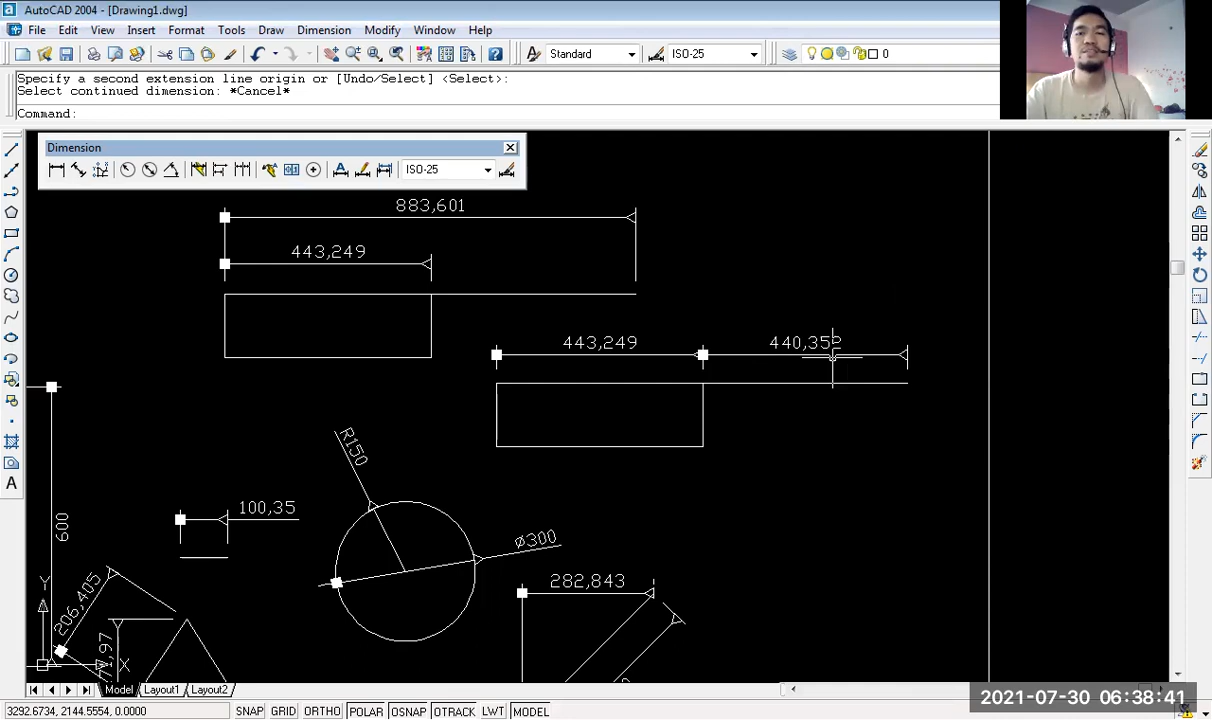 AutoCAD 2004 - [Drawing1.dwg]
File Edit View Insert Format Tools Draw Dimension Modify Window Help
Standard ISO-25 0
Specify a second extension line origin or [Undo/Select] <Select>:
Select continued dimension: *Cancel*
Command:
Dimension
ISO-25
883,601
443,249
443,249 440,352
R150
100,35
ø300
600
282,843
206,405
Y
X
Model Layout1 Layout2
2021-07-30 06:38:41
3292.6734, 2144.5554, 0.0000 SNAP GRID ORTHO POLAR OSNAP OTRACK LWT MODEL